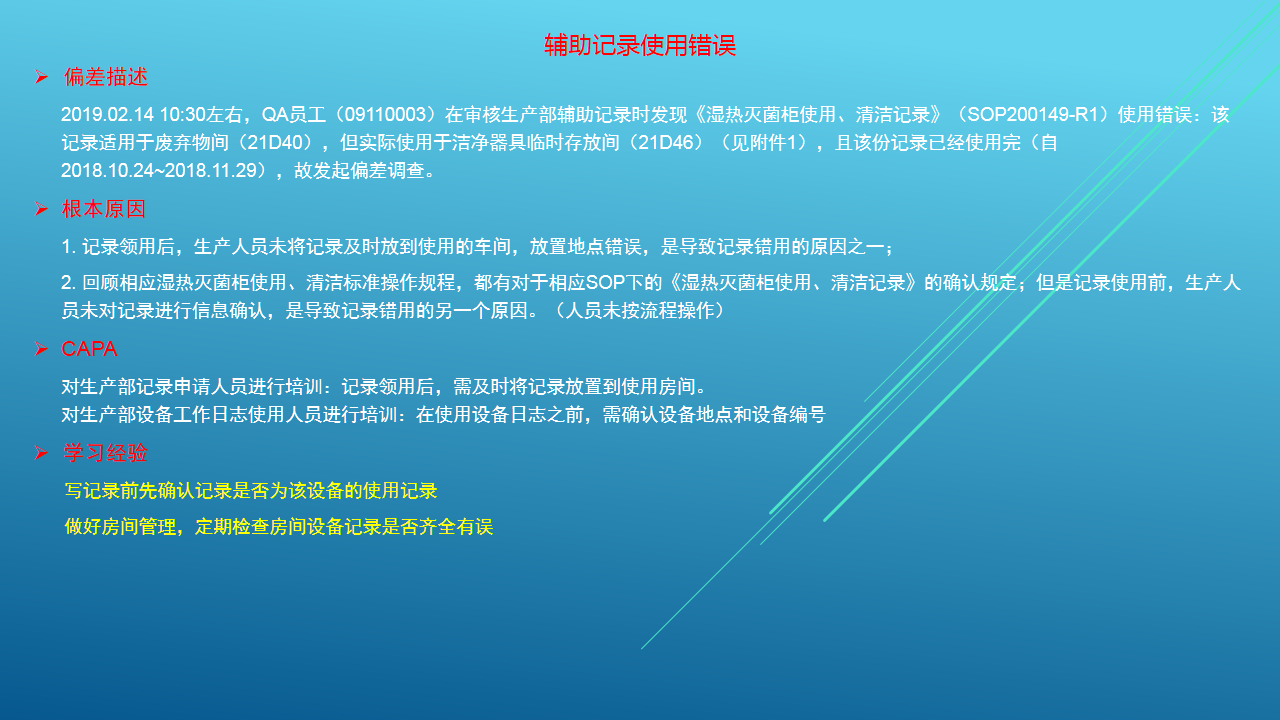 辅助记录使用错误
偏差描述
2019.02.14 10:30左右，QA员工（09110003）在审核生产部辅助记录时发现《湿热灭菌柜使用、清洁记录》（SOP200149-R1）使用错误：该
记录适用于废弃物间（21D40），但实际使用于洁净器具临时存放间（21D46）（见附件1），且该份记录已经使用完（自
2018.10.24~2018.11.29），故发起偏差调查。
根本原因
1. 记录领用后，生产人员未将记录及时放到使用的车间，放置地点错误，是导致记录错用的原因之一；
2. 回顾相应湿热灭菌柜使用、清洁标准操作规程，都有对于相应SOP下的《湿热灭菌柜使用、清洁记录》的确认规定；但是记录使用前，生产人
员未对记录进行信息确认，是导致记录错用的另一个原因。（人员未按流程操作）
CAPA
对生产部记录申请人员进行培训：记录领用后，需及时将记录放置到使用房间。
对生产部设备工作日志使用人员进行培训：在使用设备日志之前，需确认设备地点和设备编号
学习经验
写记录前先确认记录是否为该设备的使用记录
做好房间管理，定期检查房间设备记录是否齐全有误